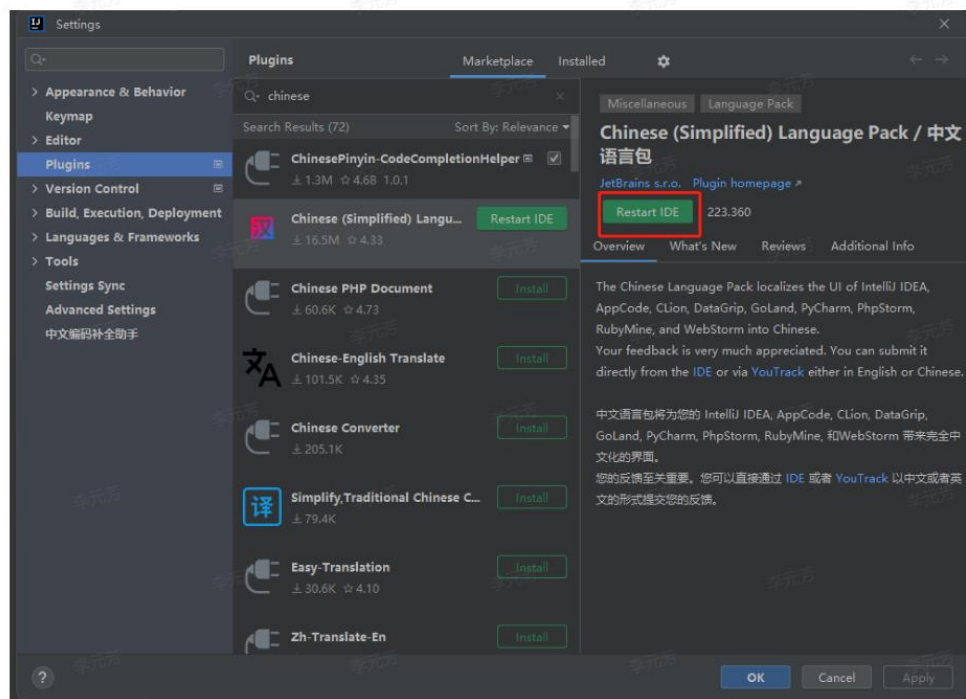 Settings
Appearance & Behavior
Keymap
Editor
Plugins
Version Control
Build, Execution, Deployment
Languages & Frameworks
Tools
Settings Sync
Advanced Settings
中文编码补全助手
Plugins
Marketplace
Installed
chinese
Search Results (72)
Sort By: Relevance
ChinesePinyin-CodeCompletionHelper
1.3M 4.68 1.0.1
Chinese (Simplified) Langu...
Restart IDE
16.5M 4.33
Chinese PHP Document
Install
60.6K 4.73
Chinese-English Translate
Install
101.5K 4.35
Chinese Converter
Install
205.1K
Simplify,Traditional Chinese C...
Install
79.4K
Easy-Translation
Install
30.6K 4.10
Zh-Translate-En
Install
Miscellaneous
Language Pack
Chinese (Simplified) Language Pack / 中文
语言包
JetBrains s.r.o. Plugin homepage
Restart IDE
223.360
Overview
What's New
Reviews
Additional Info
The Chinese Language Pack localizes the UI of IntelliJ IDEA,
AppCode, CLion, DataGrip, GoLand, PyCharm, PhpStorm,
RubyMine, and WebStorm into Chinese.
Your feedback is very much appreciated. You can submit it
directly from the IDE or via YouTrack either in English or Chinese.
中文语言包将为您的 IntelliJ IDEA, AppCode, CLion, DataGrip,
GoLand, PyCharm, PhpStorm, RubyMine, 和WebStorm 带来完全中
文化的界面。
您的反馈至关重要。您可以直接通过 IDE 或者 YouTrack 以中文或者英
文的形式提交您的反馈。
?
OK
Cancel
Apply
李元芳